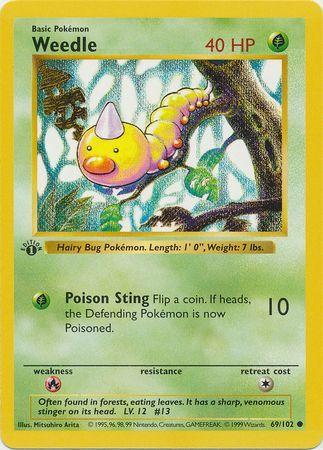 Basic Pokémon
Weedle 40 HP
EDITION
1
Hairy Bug Pokémon. Length: 1' 0", Weight: 7 lbs.
Poison Sting Flip a coin. If heads, 10
the Defending Pokémon is now
Poisoned.
weakness resistance retreat cost
Often found in forests, eating leaves. It has a sharp, venomous
stinger on its head. LV. 12 #13
Illus. Mitsuhiro Arita ©1995, 96, 98, 99 Nintendo, Creatures, GAMEFREAK. ©1999 Wizards. 69/102